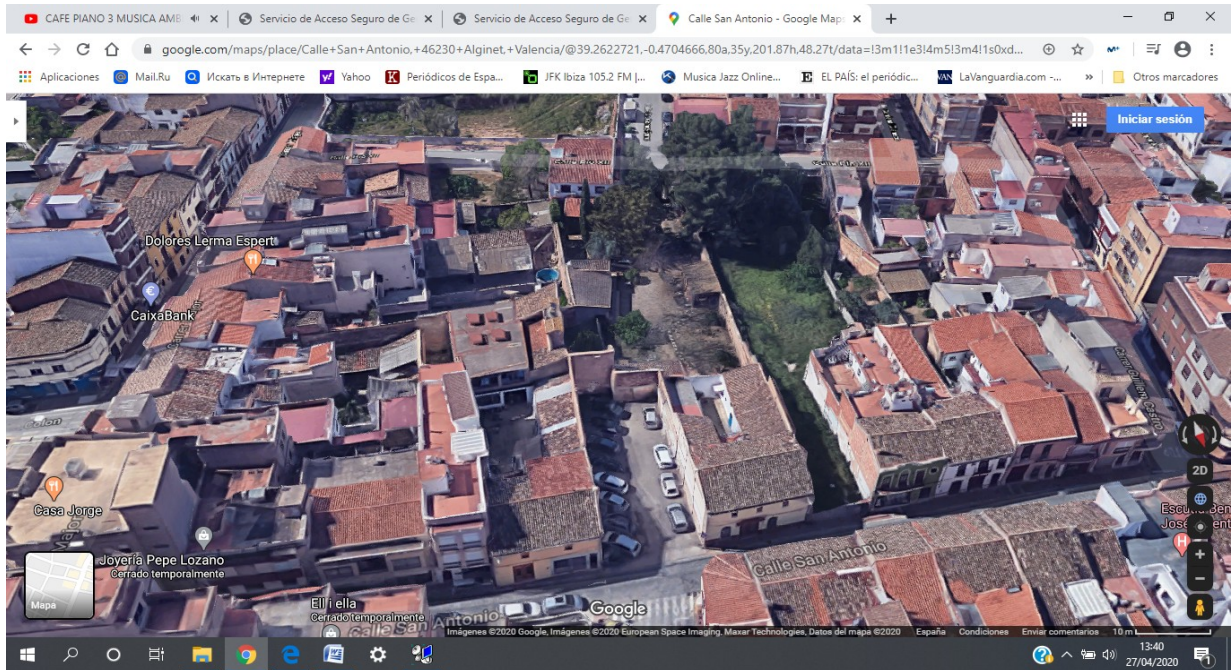 CAFE PIANO 3 MUSICA AMB
Servicio de Acceso Seguro de Ge
Servicio de Acceso Seguro de Ge
Calle San Antonio - Google Map
google.com/maps/place/Calle+San+Antonio,+46230+Alginet,+Valencia/@39.2622721,-0.4704666,80a,35y,201.87h,48.27t/data=!3m1!1e3!4m5!3m4!1s0xd...
Aplicaciones
Mail.Ru
Искать в Интернете
Yahoo
Periódicos de Espa...
JFK Ibiza 105.2 FM |...
Musica Jazz Online...
EL PAÍS: el periódic...
LaVanguardia.com -...
»
Otros marcadores
Iniciar sesión
Dolores Lerma Espert
CaixaBank
Casa Jorge
Joyería Pepe Lozano
Cerrado temporalmente
Ell i ella
Cerrado temporalmente
Calle San Antonio
Calle San Antonio
2D
Mapa
Google
Imágenes ©2020 Google, Imágenes ©2020 European Space Imaging, Maxar Technologies, Datos del mapa ©2020
España
Condiciones
Enviar comentarios
10 m
13:40
27/04/2020